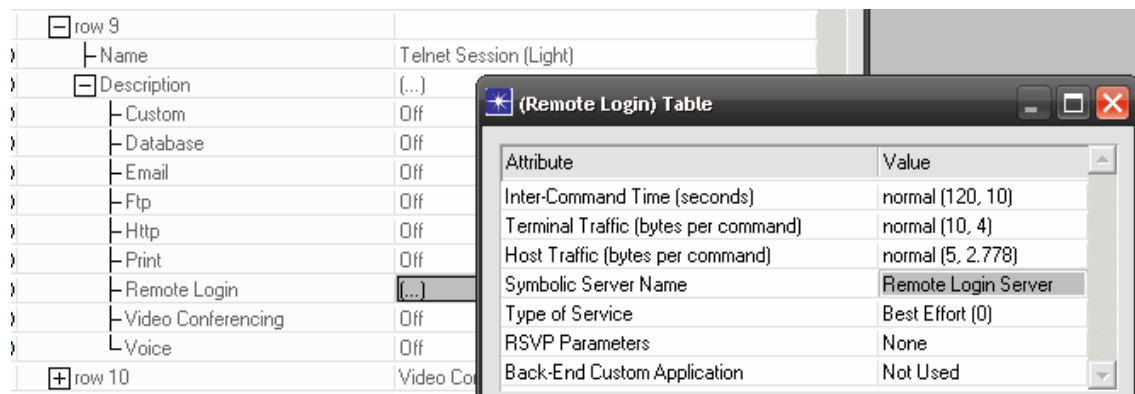 row 9
Name Telnet Session (Light)
Description (...)
Custom Off
Database Off
Email Off
Ftp Off
Http Off
Print Off
Remote Login (...)
Video Conferencing Off
Voice Off
row 10 Video
(Remote Login) Table
Attribute Value
Inter-Command Time (seconds) normal (120, 10)
Terminal Traffic (bytes per command) normal (10, 4)
Host Traffic (bytes per command) normal (5, 2.778)
Symbolic Server Name Remote Login Server
Type of Service Best Effort (0)
RSVP Parameters None
Back-End Custom Application Not Used